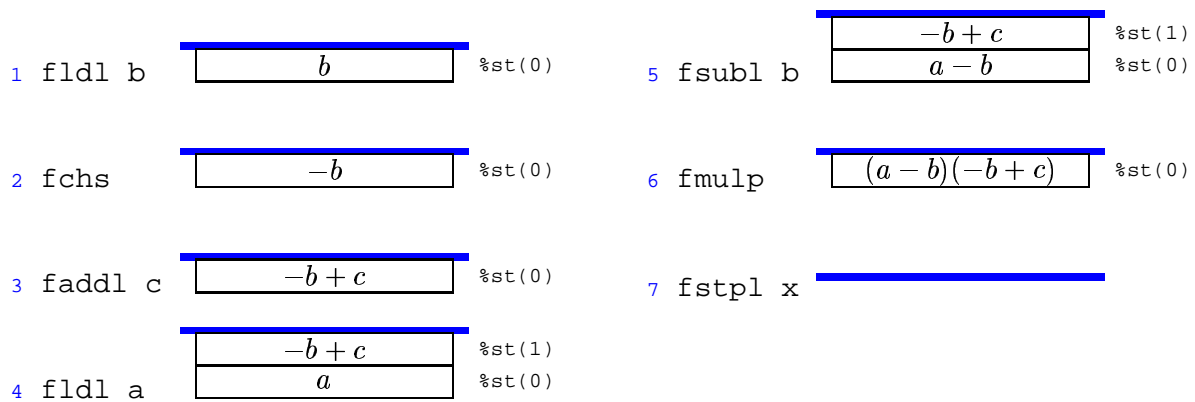 b %st(0)
1 fldl b
−b %st(0)
2 fchs
−b + c %st(0)
3 faddl c
−b + c %st(1)
a %st(0)
4 fldl a
−b + c %st(1)
a − b %st(0)
5 fsubl b
(a − b)(−b + c) %st(0)
6 fmulp
7 fstpl x